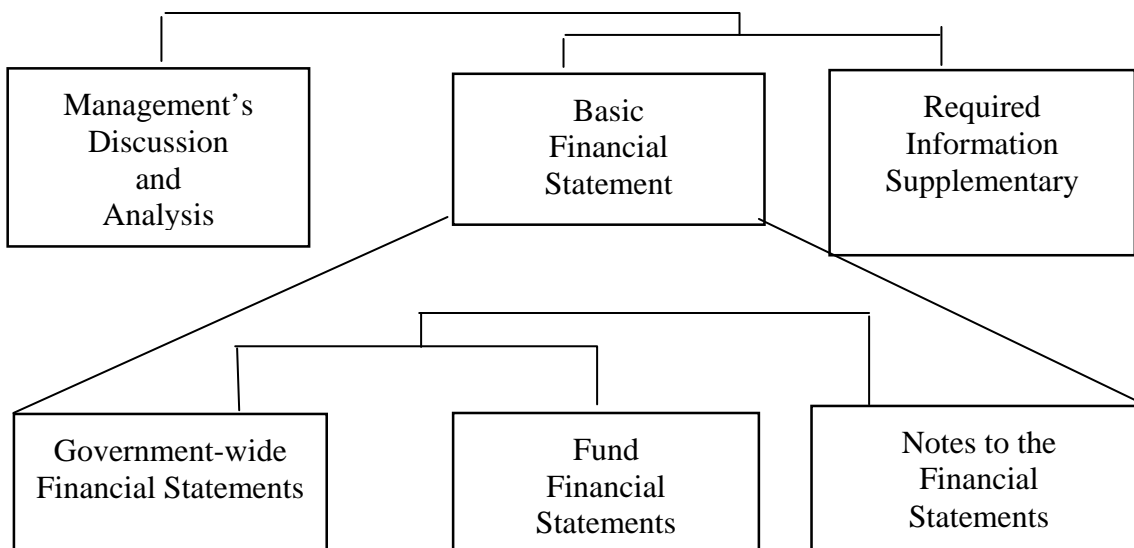 Management’s
Discussion
and
Analysis
Basic
Financial
Statement
Required
Information
Supplementary
Government-wide
Financial Statements
Fund
Financial
Statements
Notes to the
Financial
Statements